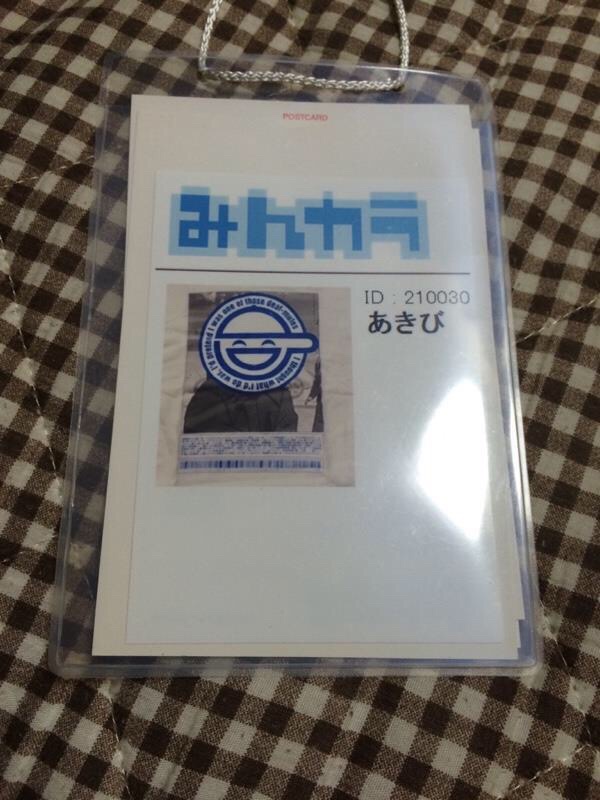 POSTCARD
みんカラ
ID : 210030
あきび
I thought what I'd do was, I'd pretend I was one of those deaf-mutes